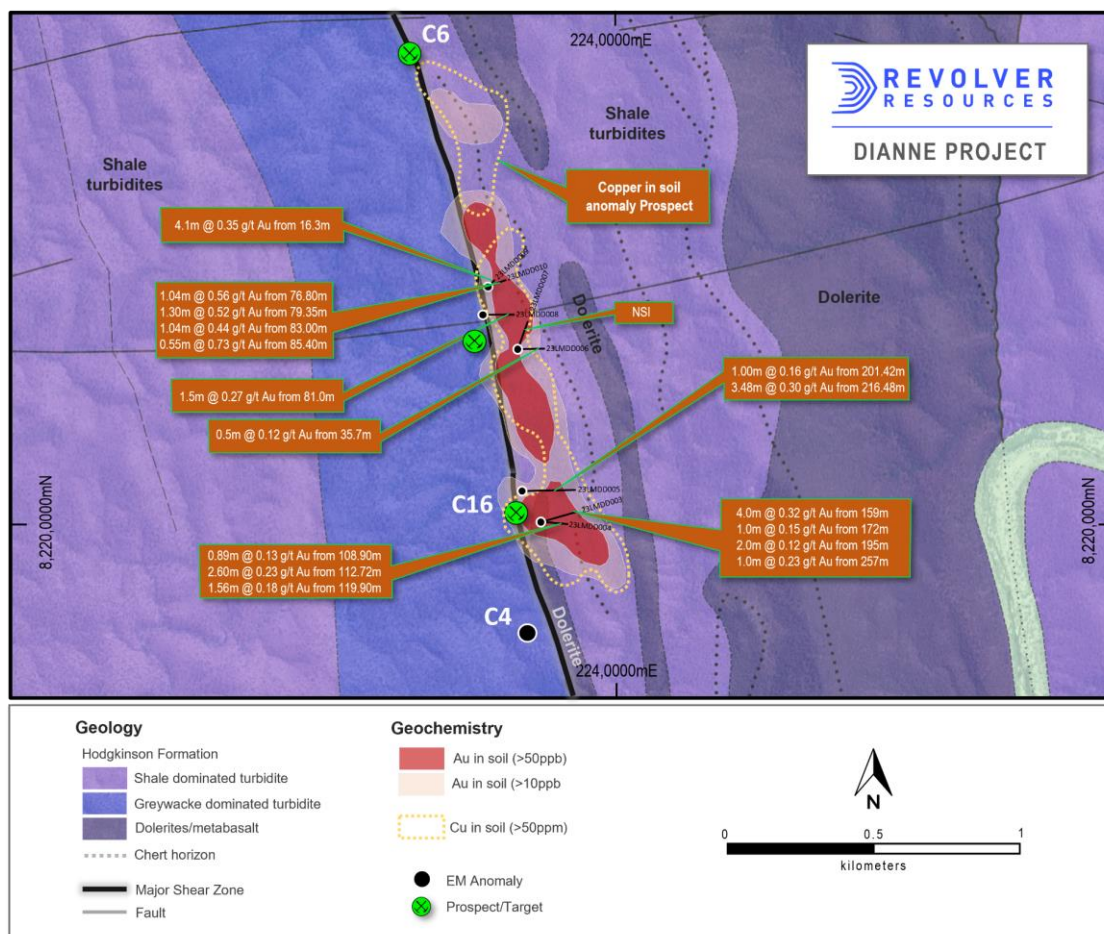 C6
224,0000mE
REVOLVER
RESOURCES
DIANNE PROJECT
Shale
turbidites
Shale
turbidites
Copper in soil
anomaly Prospect
4.1m @ 0.35 g/t Au from 16.3m
23LMDD009
23LMDD010
23LMDD007
1.04m @ 0.56 g/t Au from 76.80m
1.30m @ 0.52 g/t Au from 79.35m
1.04m @ 0.44 g/t Au from 83.00m
0.55m @ 0.73 g/t Au from 85.40m
23LMDD008
NSI
Dolerite
Dolerite
23LMDD006
1.00m @ 0.16 g/t Au from 201.42m
3.48m @ 0.30 g/t Au from 216.48m
1.5m @ 0.27 g/t Au from 81.0m
0.5m @ 0.12 g/t Au from 35.7m
23LMDD005
C16
23LMDD003
23LMDD004
8,220,0000mN
8,220,0000mN
4.0m @ 0.32 g/t Au from 159m
1.0m @ 0.15 g/t Au from 172m
2.0m @ 0.12 g/t Au from 195m
1.0m @ 0.23 g/t Au from 257m
0.89m @ 0.13 g/t Au from 108.90m
2.60m @ 0.23 g/t Au from 112.72m
1.56m @ 0.18 g/t Au from 119.90m
C4
Dolerite
224,0000mE
Geology
Hodgkinson Formation
Shale dominated turbidite
Greywacke dominated turbidite
Dolerites/metabasalt
Chert horizon
Major Shear Zone
Fault
Geochemistry
Au in soil (>50ppb)
Au in soil (>10ppb
Cu in soil (>50ppm)
EM Anomaly
Prospect/Target
N
0 0.5 1
kilometers